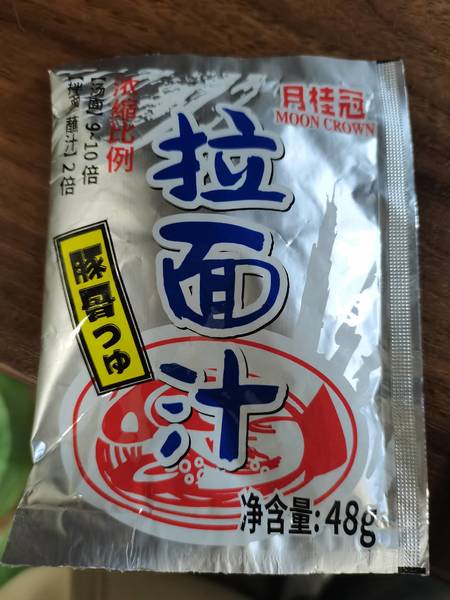 月桂冠
MOON CROWN
浓缩比例
【汤面】9~10倍
【拌面 蘸汁】2倍
拉面汁
豚骨つゆ
净含量:48g